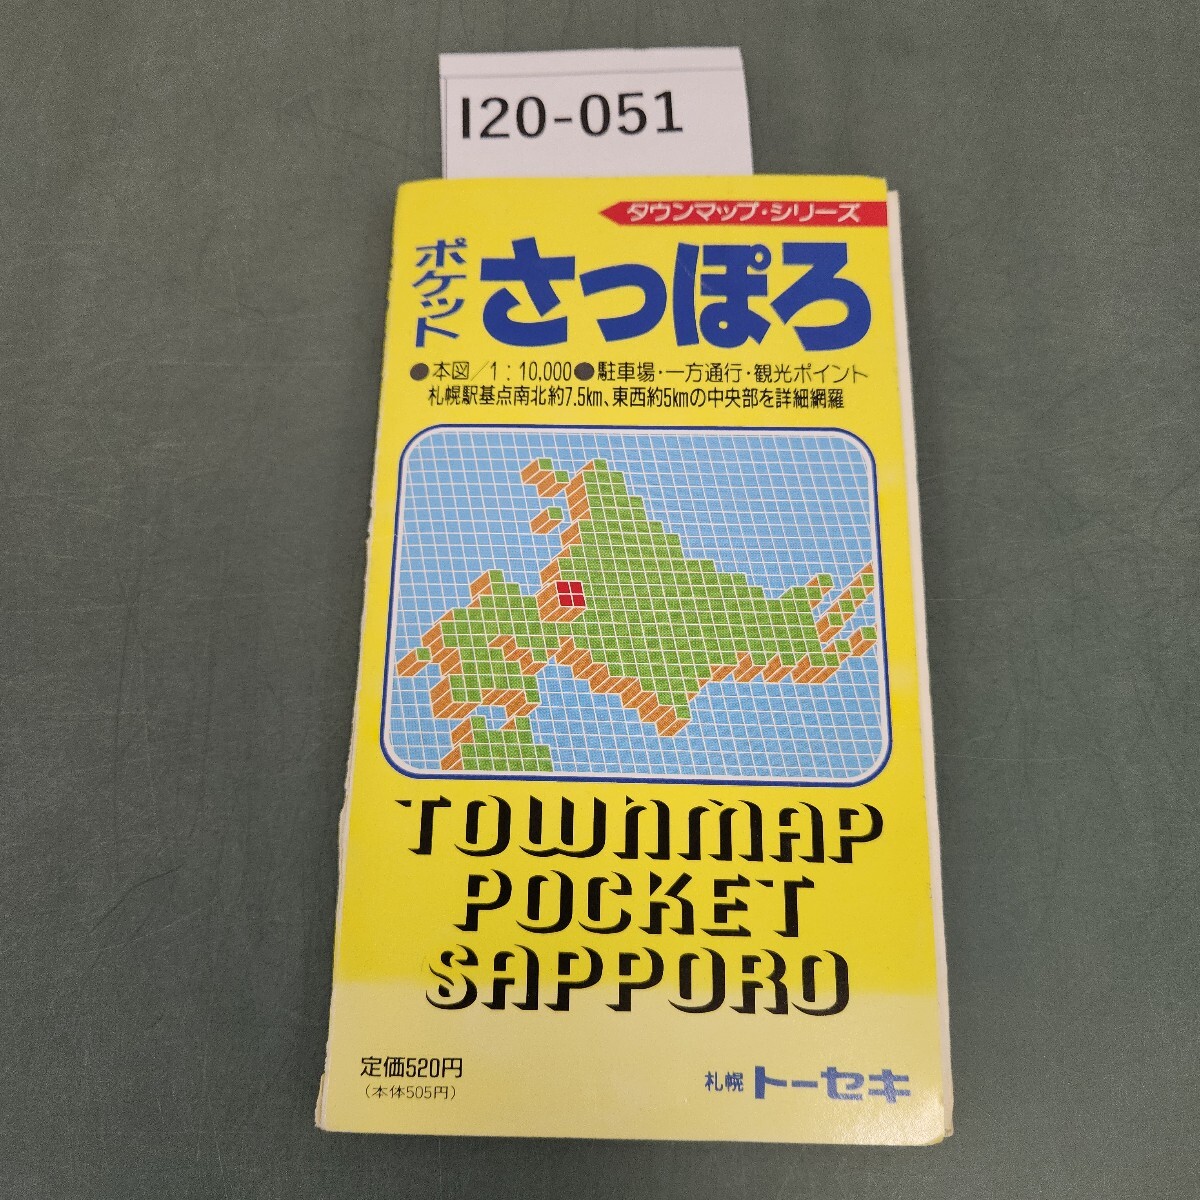 I20-051
タウンマップ・シリーズ
ポケット
さっぽろ
●本図/1:10,000●駐車場・一方通行・観光ポイント
札幌駅基点南北約7.5km、東西約5kmの中央部を詳細網羅
TOWNMAP
POCKET
SAPPORO
定価520円
(本体505円)
札幌 トーセキ